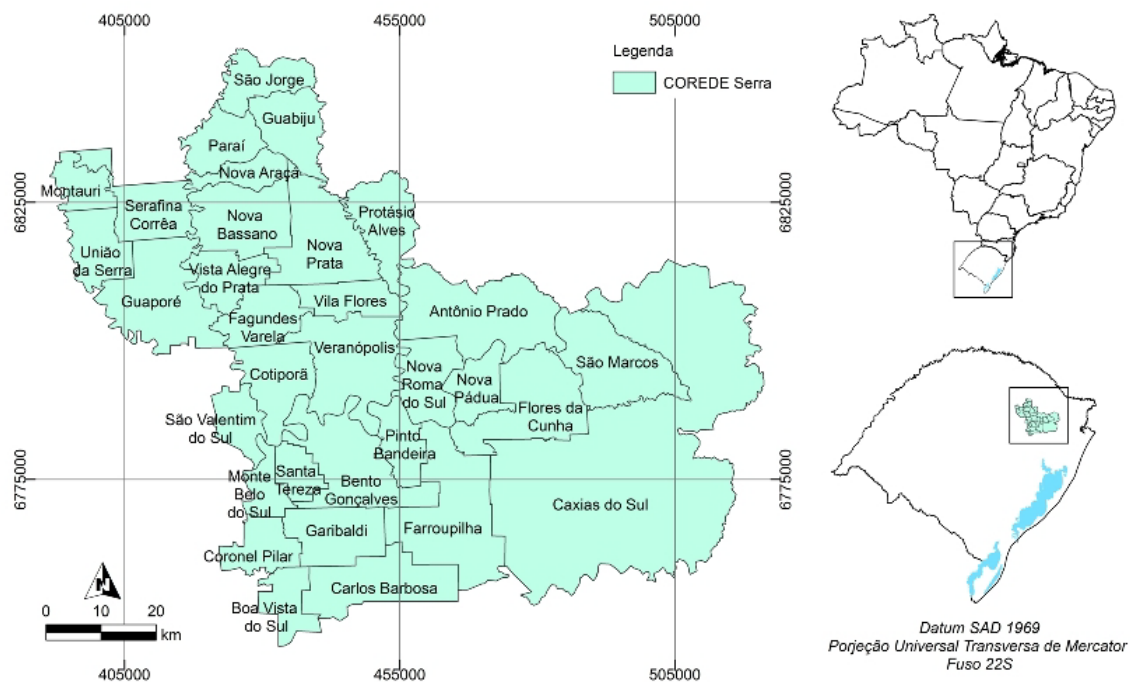 405000
455000
505000
Legenda
COREDE Serra
São Jorge
Guabiju
Paraí
Nova Araçá
Montauri
6825000
6825000
Serafina
Corrêa
Nova
Bassano
Protásio
Alves
Nova
Prata
União
da Serra
Vista Alegre
do Prata
Guaporé
Vila Flores
Antônio Prado
Fagundes
Varela
Veranópolis
São Marcos
Cotiporã
Nova
Roma
do Sul
Nova
Pádua
Flores da
Cunha
São Valentim
do Sul
Pinto
Bandeira
6775000
6775000
Santa
Tereza
Monte
Belo
do Sul
Bento
Gonçalves
Caxias do Sul
Garibaldi
Farroupilha
Coronel Pilar
Carlos Barbosa
Boa Vista
do Sul
N
0 10 20
km
405000
455000
505000
Datum SAD 1969
Porjeção Universal Transversa de Mercator
Fuso 22S